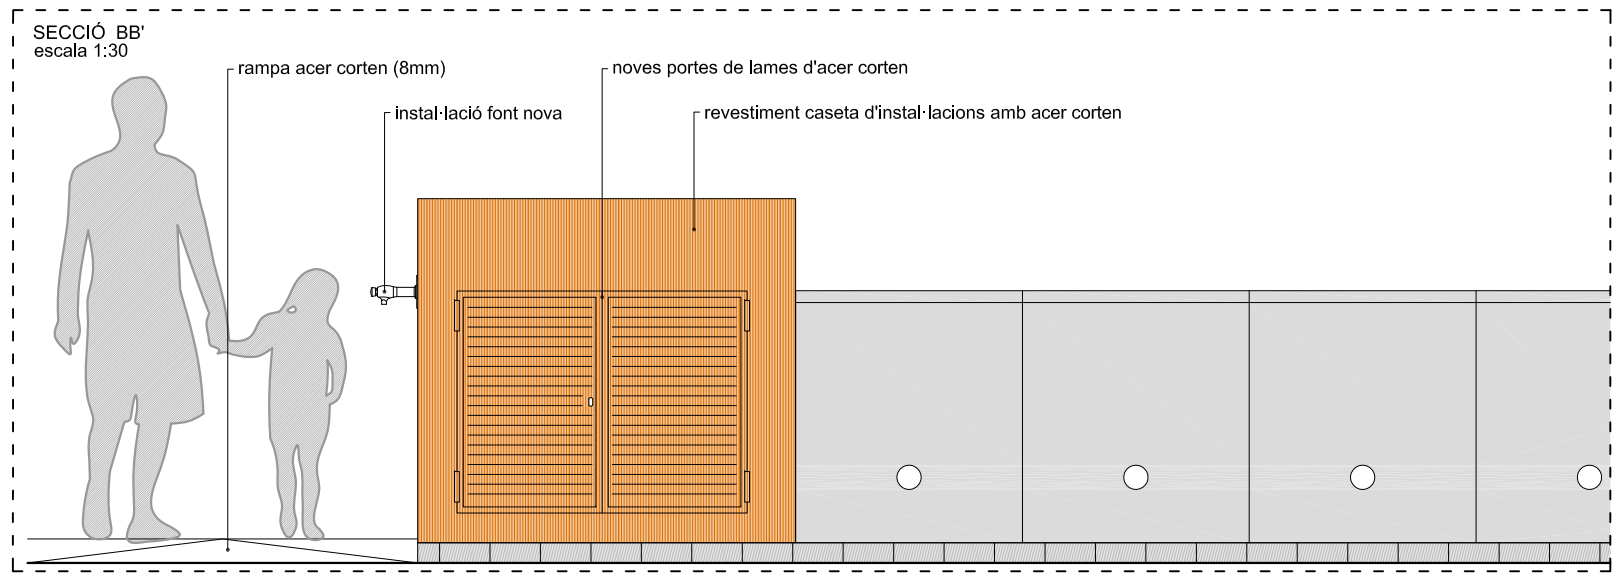 SECCIÓ BB'
escala 1:30
rampa acer corten (8mm)
noves portes de lames d'acer corten
instal·lació font nova
revestiment caseta d'instal·lacions amb acer corten